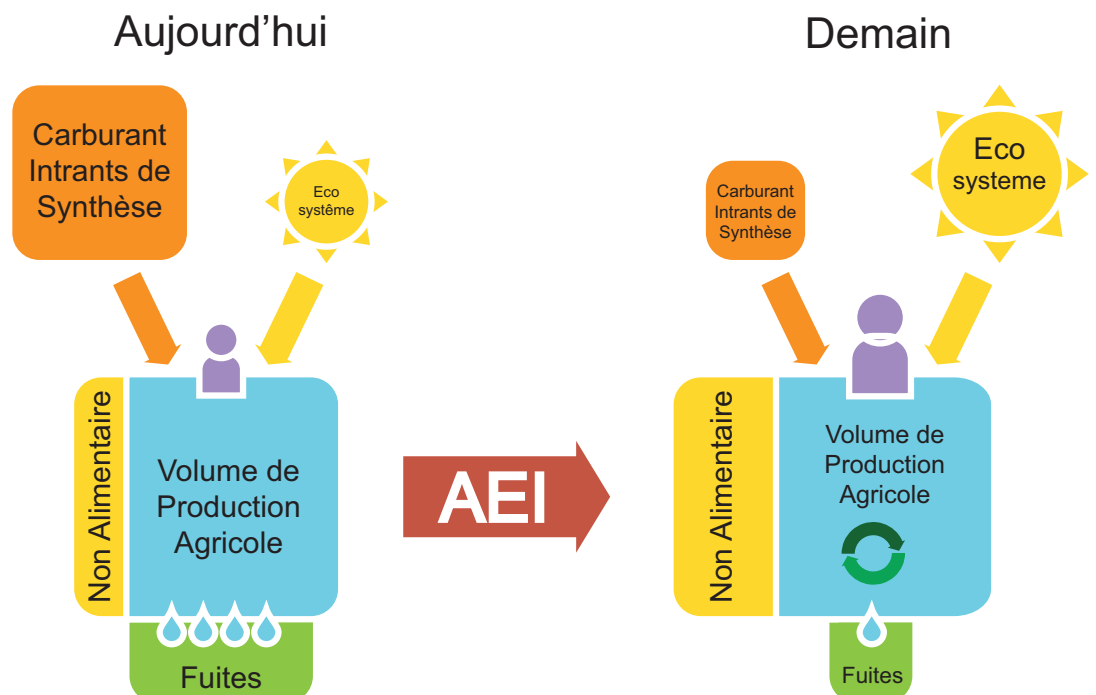 Aujourd’hui
Carburant
Intrants de
Synthèse
Eco
systême
Non Alimentaire
Volume de
Production
Agricole
Fuites
AEI
Demain
Carburant
Intrants de
Synthèse
Eco
systeme
Non Alimentaire
Volume de
Production
Agricole
Fuites